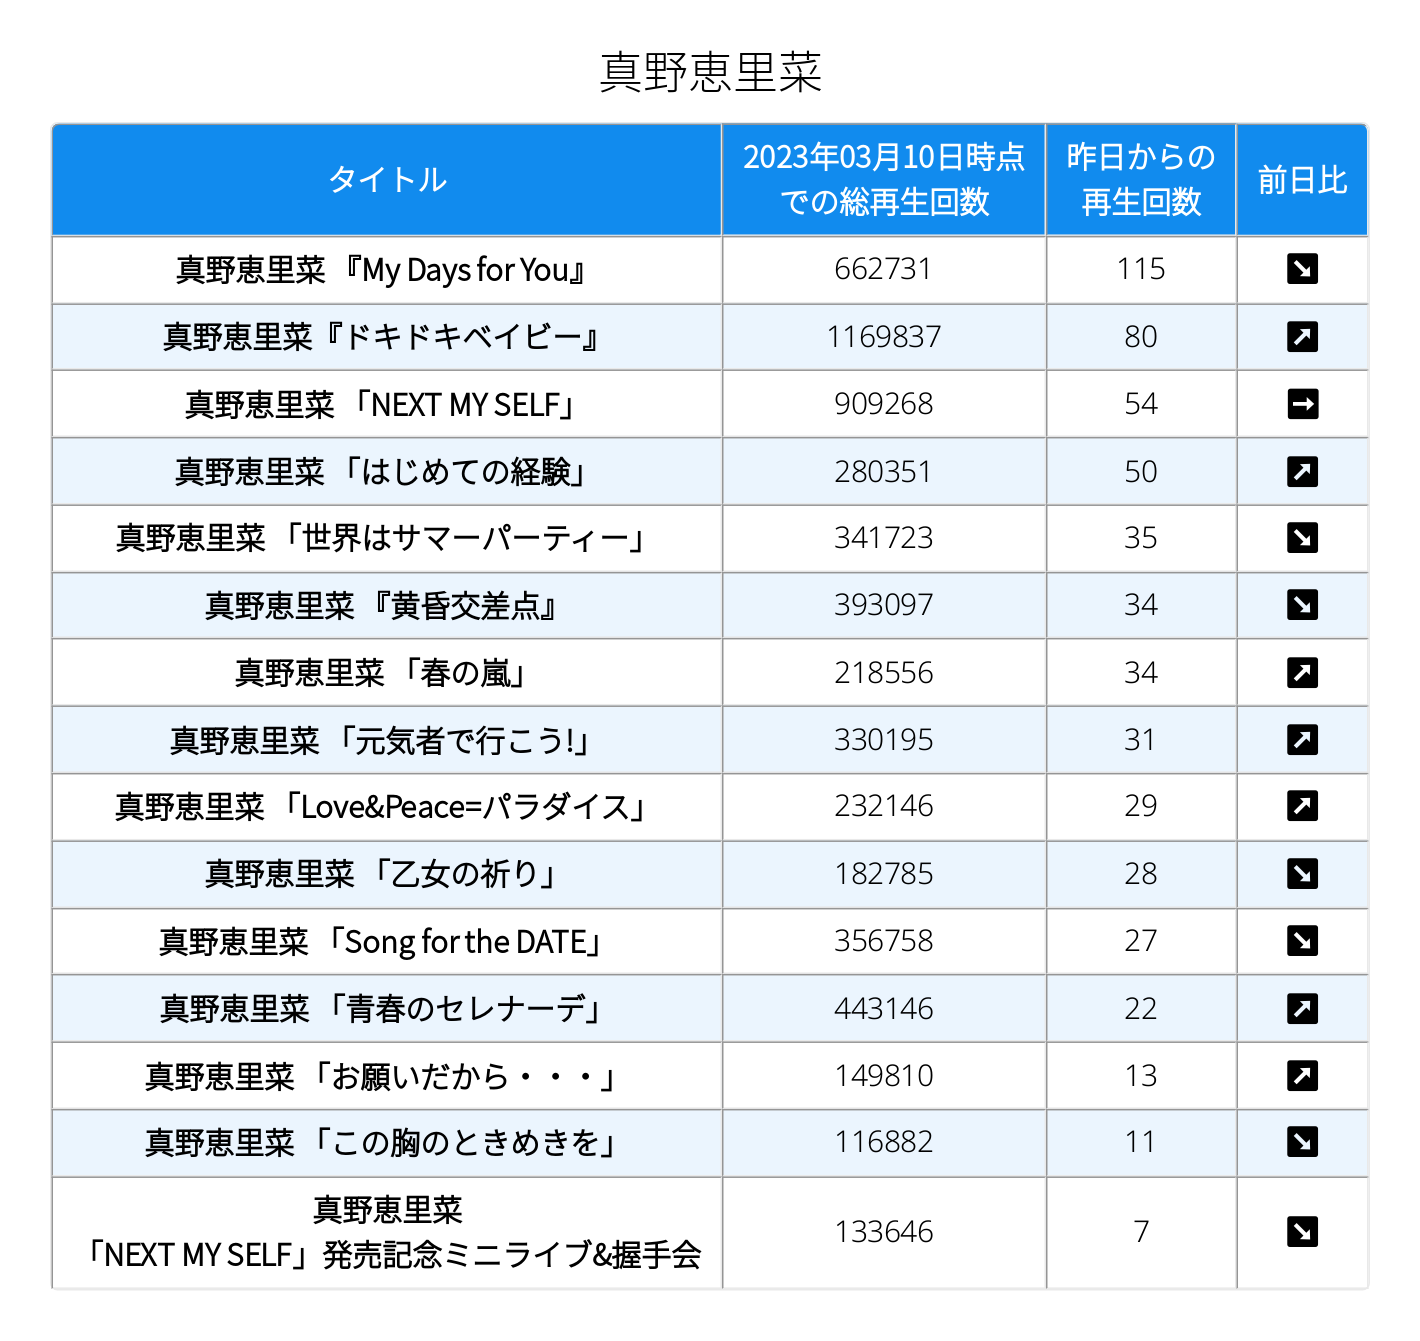 真野恵里菜
タイトル
2023年03月10日時点
での総再生回数
昨日からの
再生回数
前日比
真野恵里菜 『My Days for You』 662731 115 ↘
真野恵里菜『ドキドキベイビー』 1169837 80 ↗
真野恵里菜 「NEXT MY SELF」 909268 54 →
真野恵里菜 「はじめての経験」 280351 50 ↗
真野恵里菜 「世界はサマーパーティー」 341723 35 ↘
真野恵里菜 『黄昏交差点』 393097 34 ↘
真野恵里菜 「春の嵐」 218556 34 ↗
真野恵里菜 「元気者で行こう!」 330195 31 ↗
真野恵里菜 「Love&Peace=パラダイス」 232146 29 ↗
真野恵里菜 「乙女の祈り」 182785 28 ↘
真野恵里菜 「Song for the DATE」 356758 27 ↘
真野恵里菜 「青春のセレナーデ」 443146 22 ↗
真野恵里菜 「お願いだから・・・」 149810 13 ↗
真野恵里菜 「この胸のときめきを」 116882 11 ↘
真野恵里菜
「NEXT MY SELF」発売記念ミニライブ&握手会 133646 7 ↘